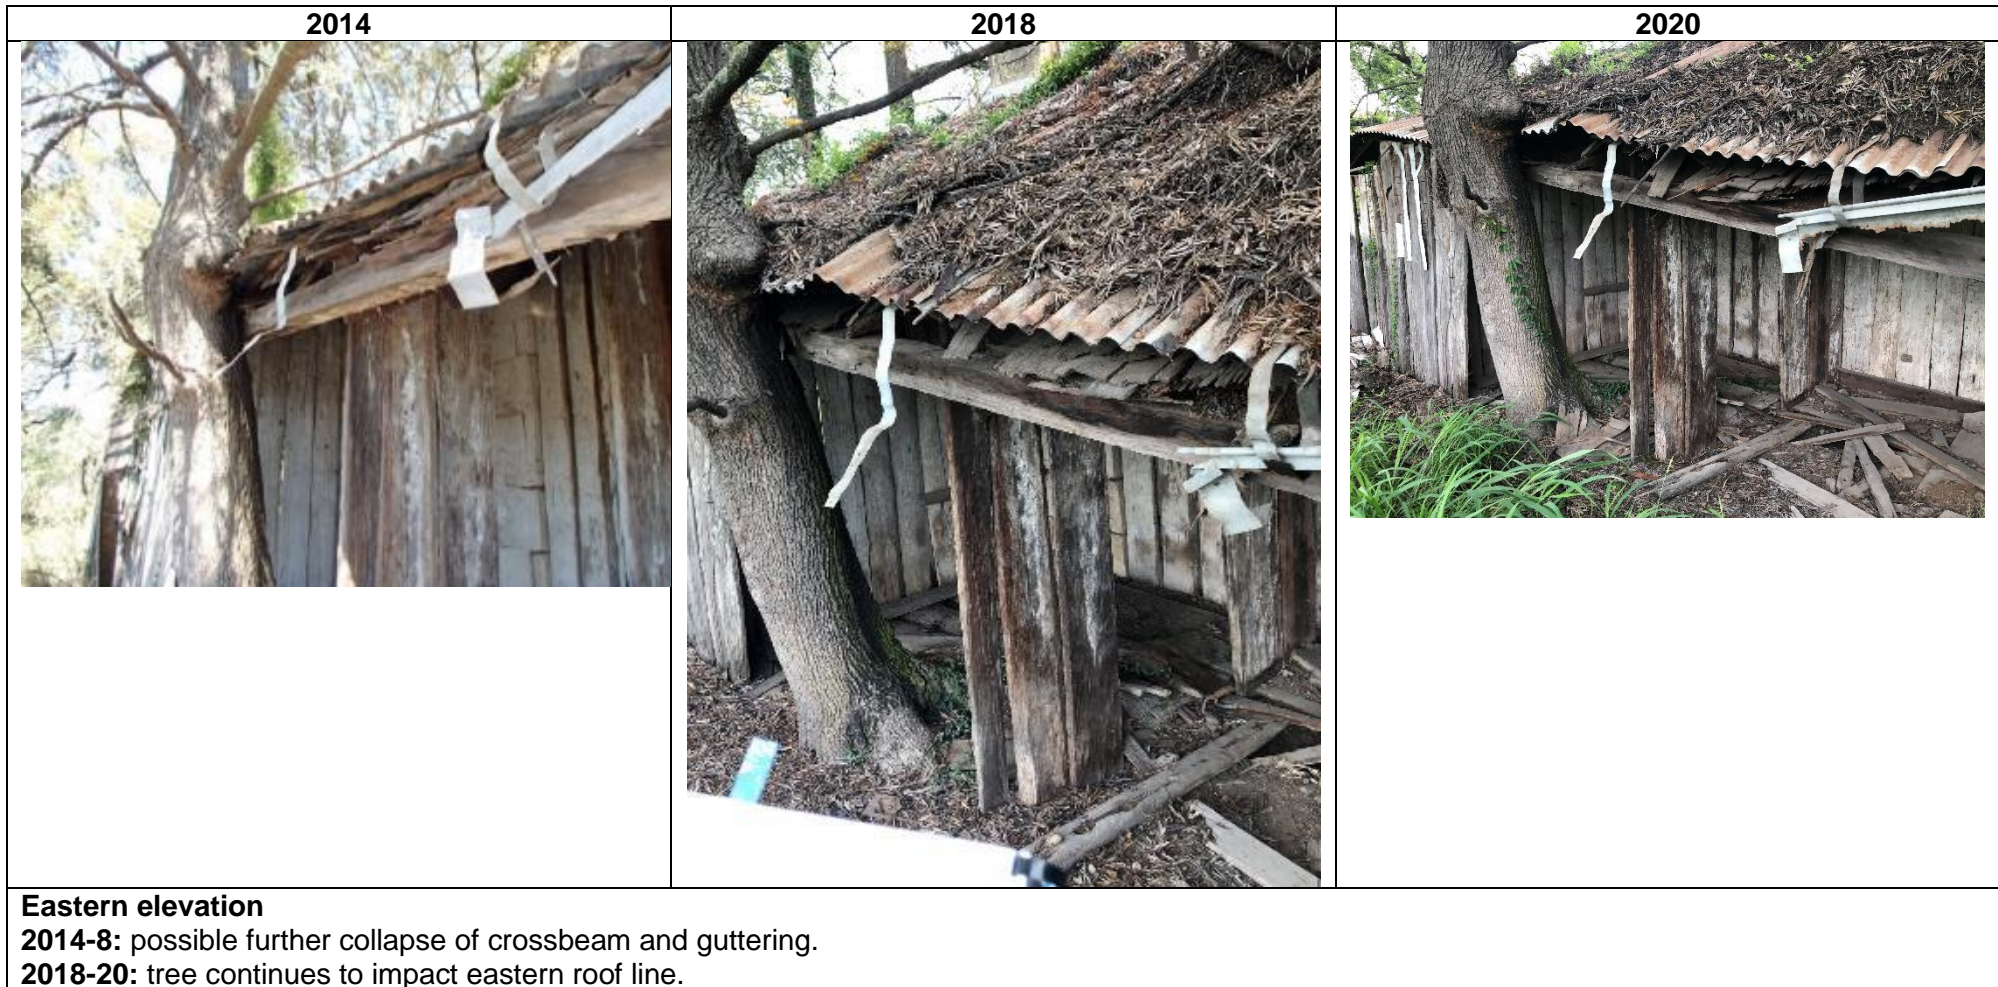 2014
2018
2020
Eastern elevation
2014-8: possible further collapse of crossbeam and guttering.
2018-20: tree continues to impact eastern roof line.